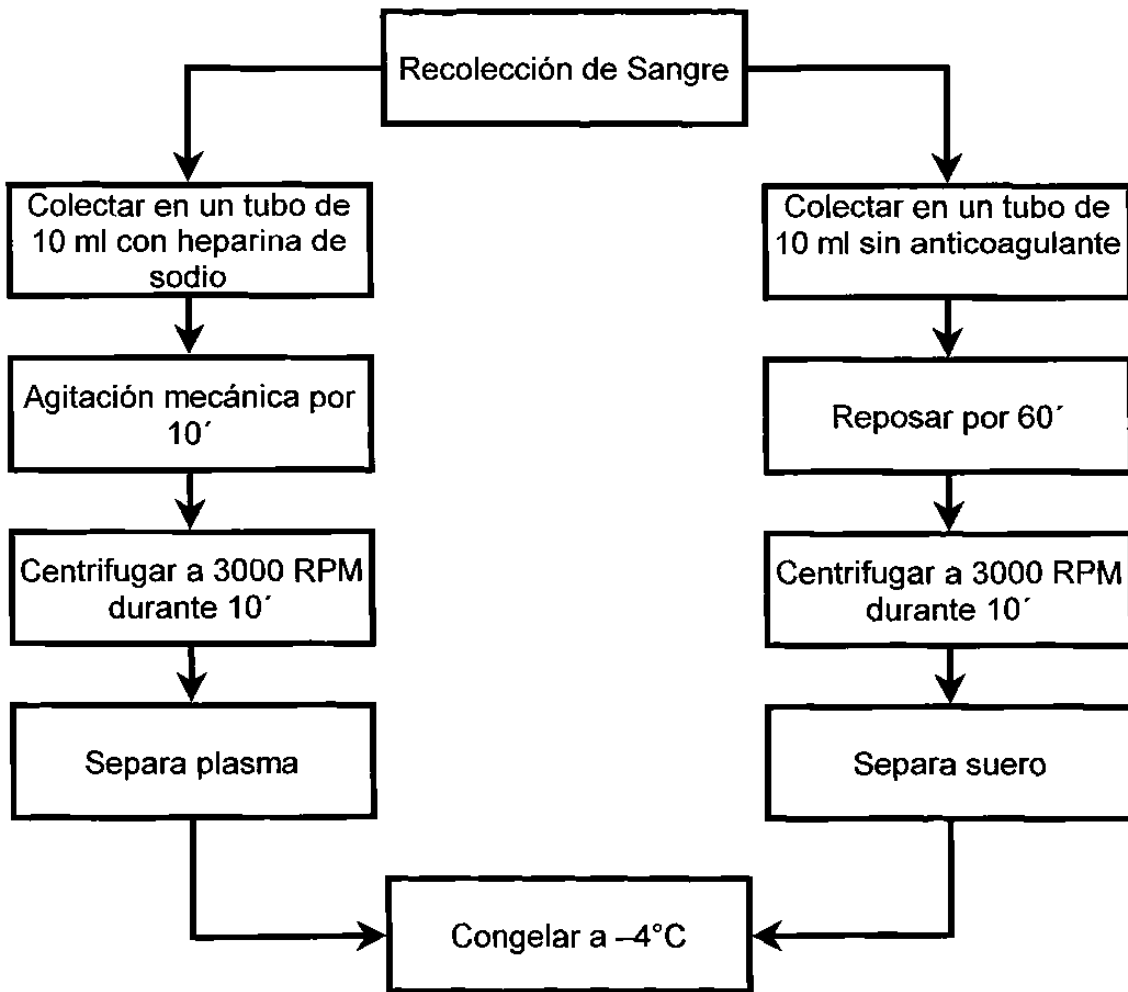 Recolección de Sangre
Colectar en un tubo de
10 ml con heparina de
sodio
Agitación mecánica por
10´
Centrifugar a 3000 RPM
durante 10´
Separa plasma
Colectar en un tubo de
10 ml sin anticoagulante
Reposar por 60´
Centrifugar a 3000 RPM
durante 10´
Separa suero
Congelar a –4°C